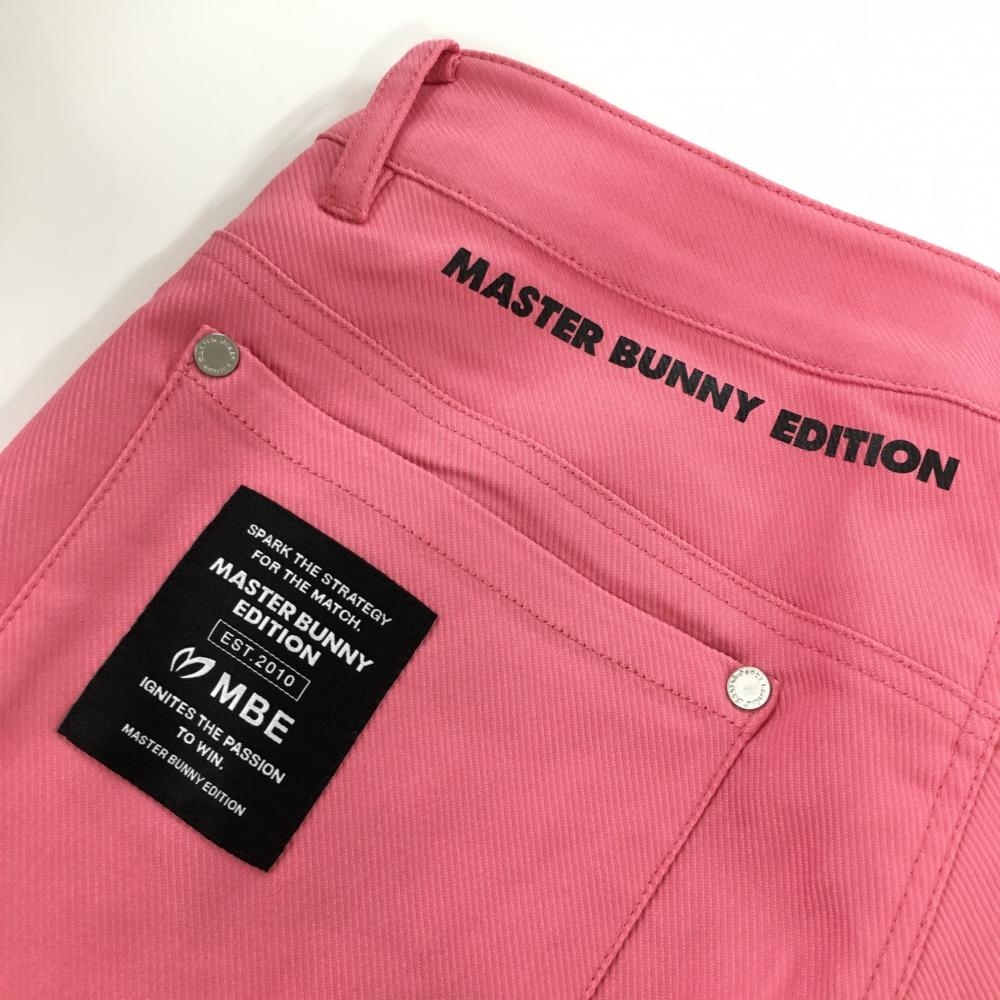 MASTER BUNNY EDITION
SPARK THE STRATEGY
FOR THE MATCH.
MASTER BUNNY
EDITION
EST.2010
MBE
IGNITES THE PASSION
TO WIN.
MASTER BUNNY EDITION